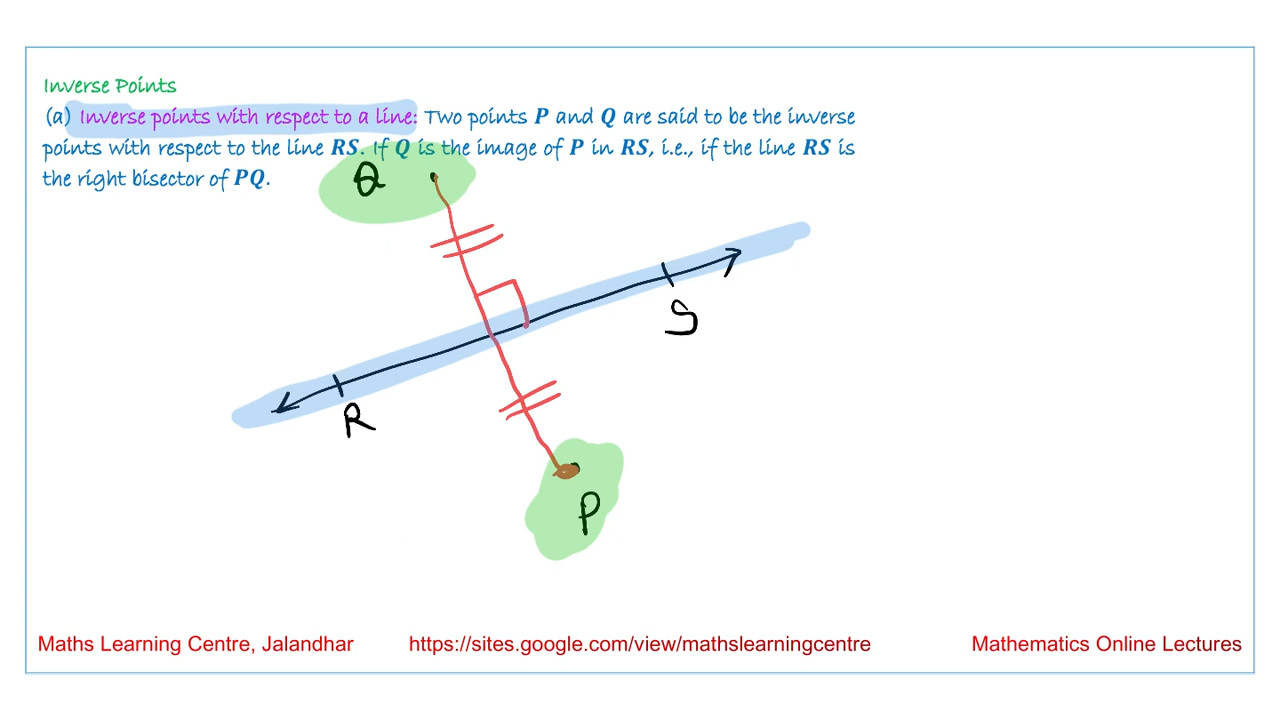 Inverse Points
(a) Inverse points with respect to a line: Two points P and Q are said to be the inverse
points with respect to the line RS. If Q is the image of P in RS, i.e., if the line RS is
the right bisector of PQ.
Q
S
R
P
Maths Learning Centre, Jalandhar https://sites.google.com/view/mathslearningcentre Mathematics Online Lectures